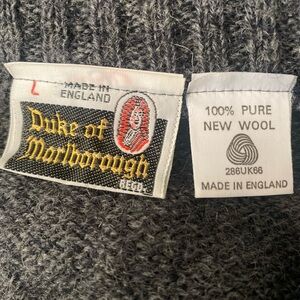 L
MADE IN
ENGLAND
Duke of
Marlborough
REGD.
100% PURE
NEW WOOL
286UK66
MADE IN ENGLAND